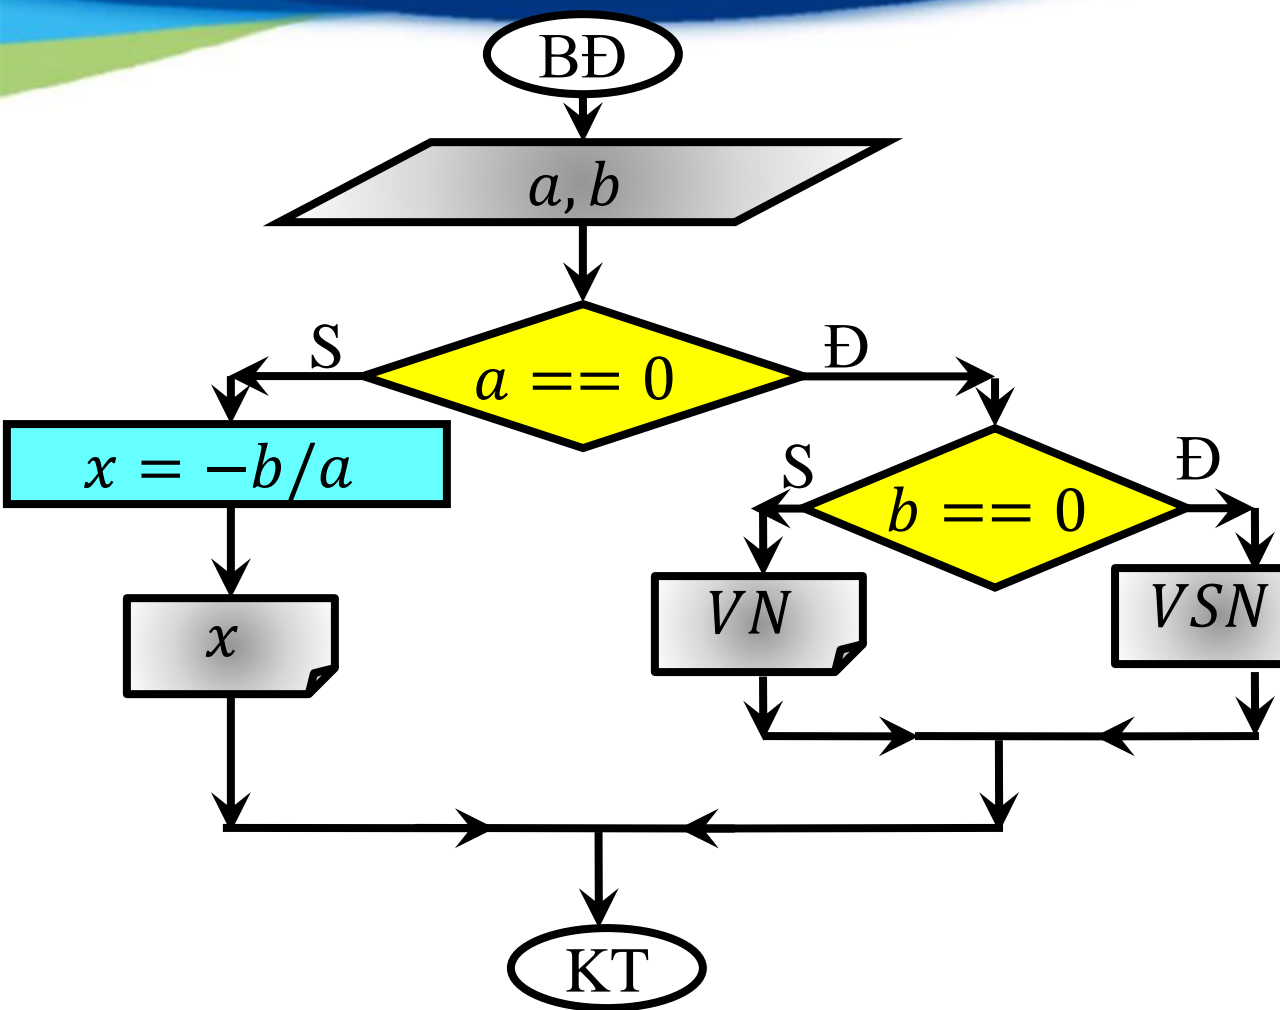 BĐ
a, b
S
Đ
a == 0
x = −b/a
S
Đ
b == 0
x
VN
VSN
KT